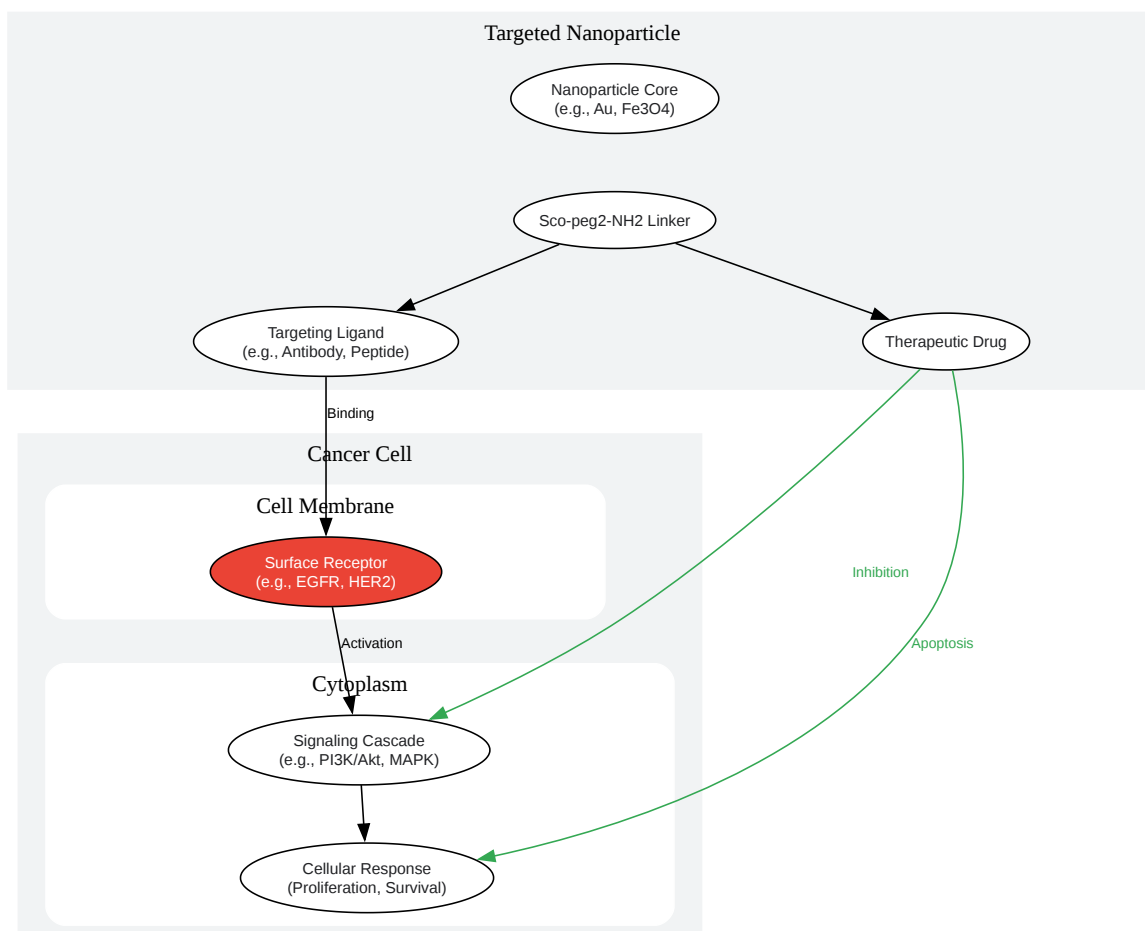 Targeted Nanoparticle
Nanoparticle Core
(e.g., Au, Fe3O4)
Sco-peg2-NH2 Linker
Targeting Ligand
(e.g., Antibody, Peptide)
Therapeutic Drug
Binding
Cancer Cell
Cell Membrane
Surface Receptor
(e.g., EGFR, HER2)
Inhibition
Activation
Apoptosis
Cytoplasm
Signaling Cascade
(e.g., PI3K/Akt, MAPK)
Cellular Response
(Proliferation, Survival)